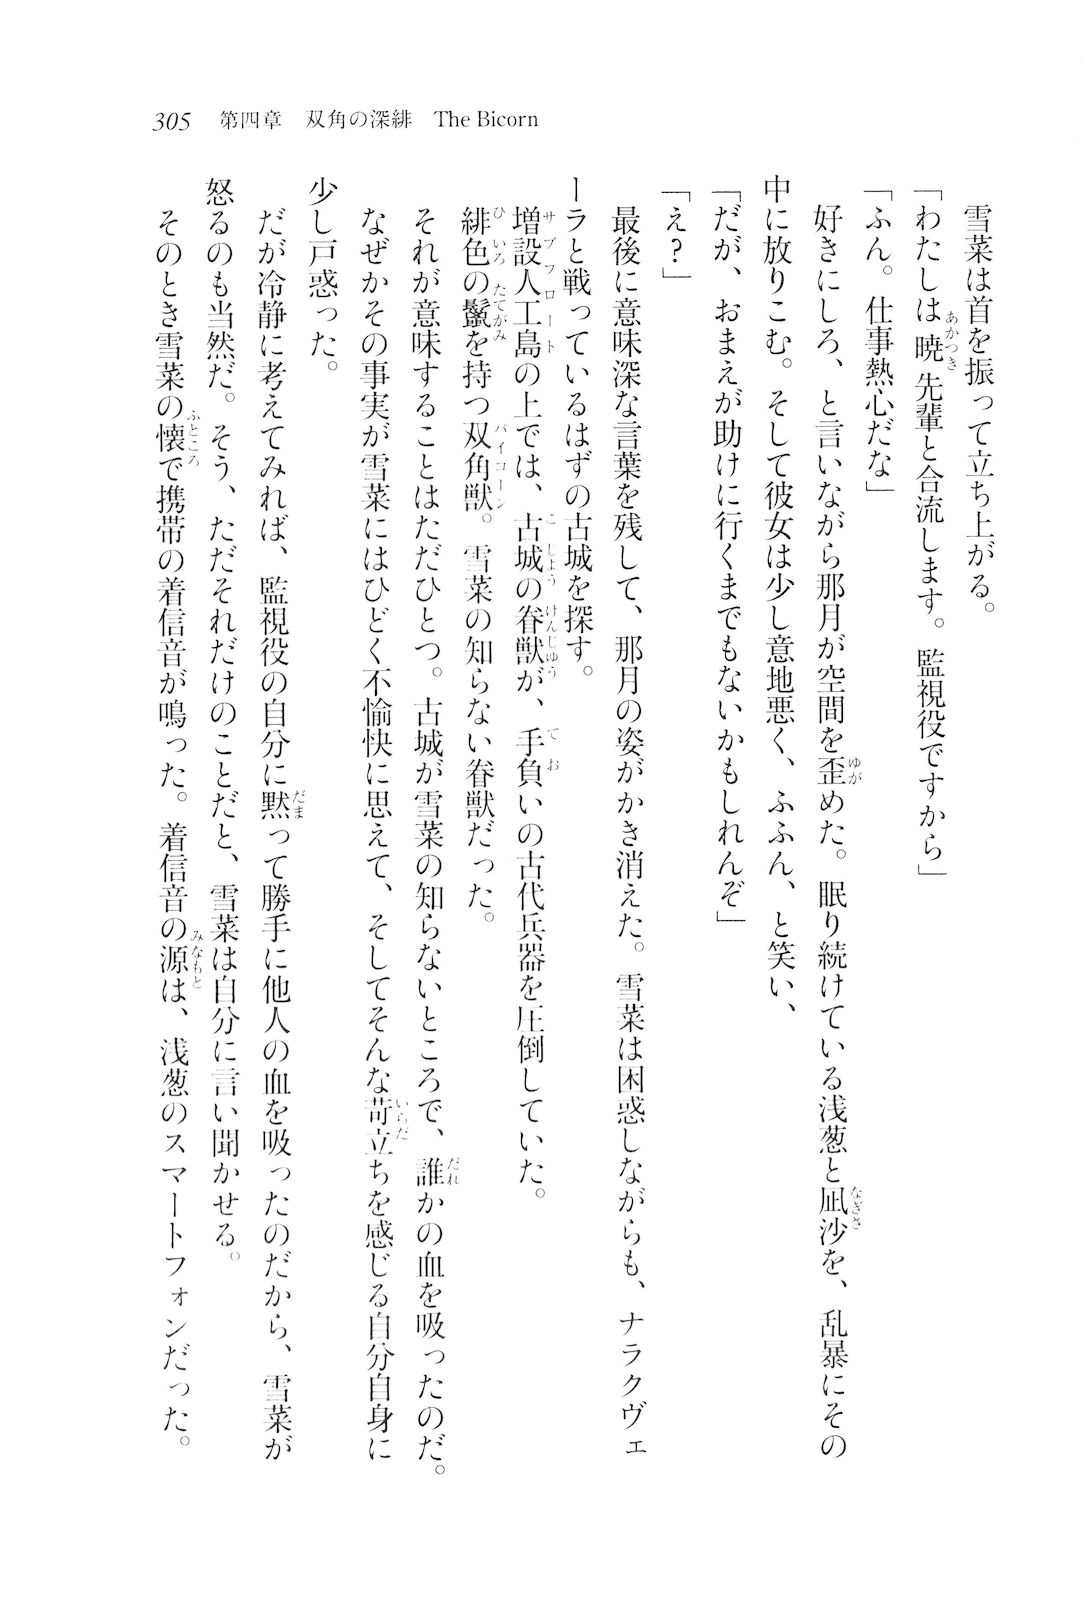 305　第四章　双角の深緋　The Bicorn
　雪菜は首を振って立ち上がる。
「わたしは暁先輩と合流します。監視役ですから」
「ふん。仕事熱心だな」
　好きにしろ、と言いながら那月が空間を歪めた。眠り続けている浅葱と凪沙を、乱暴にその
中に放りこむ。そして彼女は少し意地悪く、ふふん、と笑い、
「だが、おまえが助けに行くまでもないかもしれんぞ」
「え？」
　最後に意味深な言葉を残して、那月の姿がかき消えた。雪菜は困惑しながらも、ナラクヴェ
ーラと戦っているはずの古城を探す。
　増設人工島の上では、古城の眷獣が、手負いの古代兵器を圧倒していた。
　緋色の鬣を持つ双角獣。雪菜の知らない眷獣だった。
　それが意味することはただひとつ。古城が雪菜の知らないところで、誰かの血を吸ったのだ。
　なぜかその事実が雪菜にはひどく不愉快に思えて、そしてそんな苛立ちを感じる自分自身に
少し戸惑った。
　だが冷静に考えてみれば、監視役の自分に黙って勝手に他人の血を吸ったのだから、雪菜が
怒るのも当然だ。そう、ただそれだけのことだと、雪菜は自分に言い聞かせる。
　そのとき雪菜の懐で携帯の着信音が鳴った。着信音の源は、浅葱のスマートフォンだった。